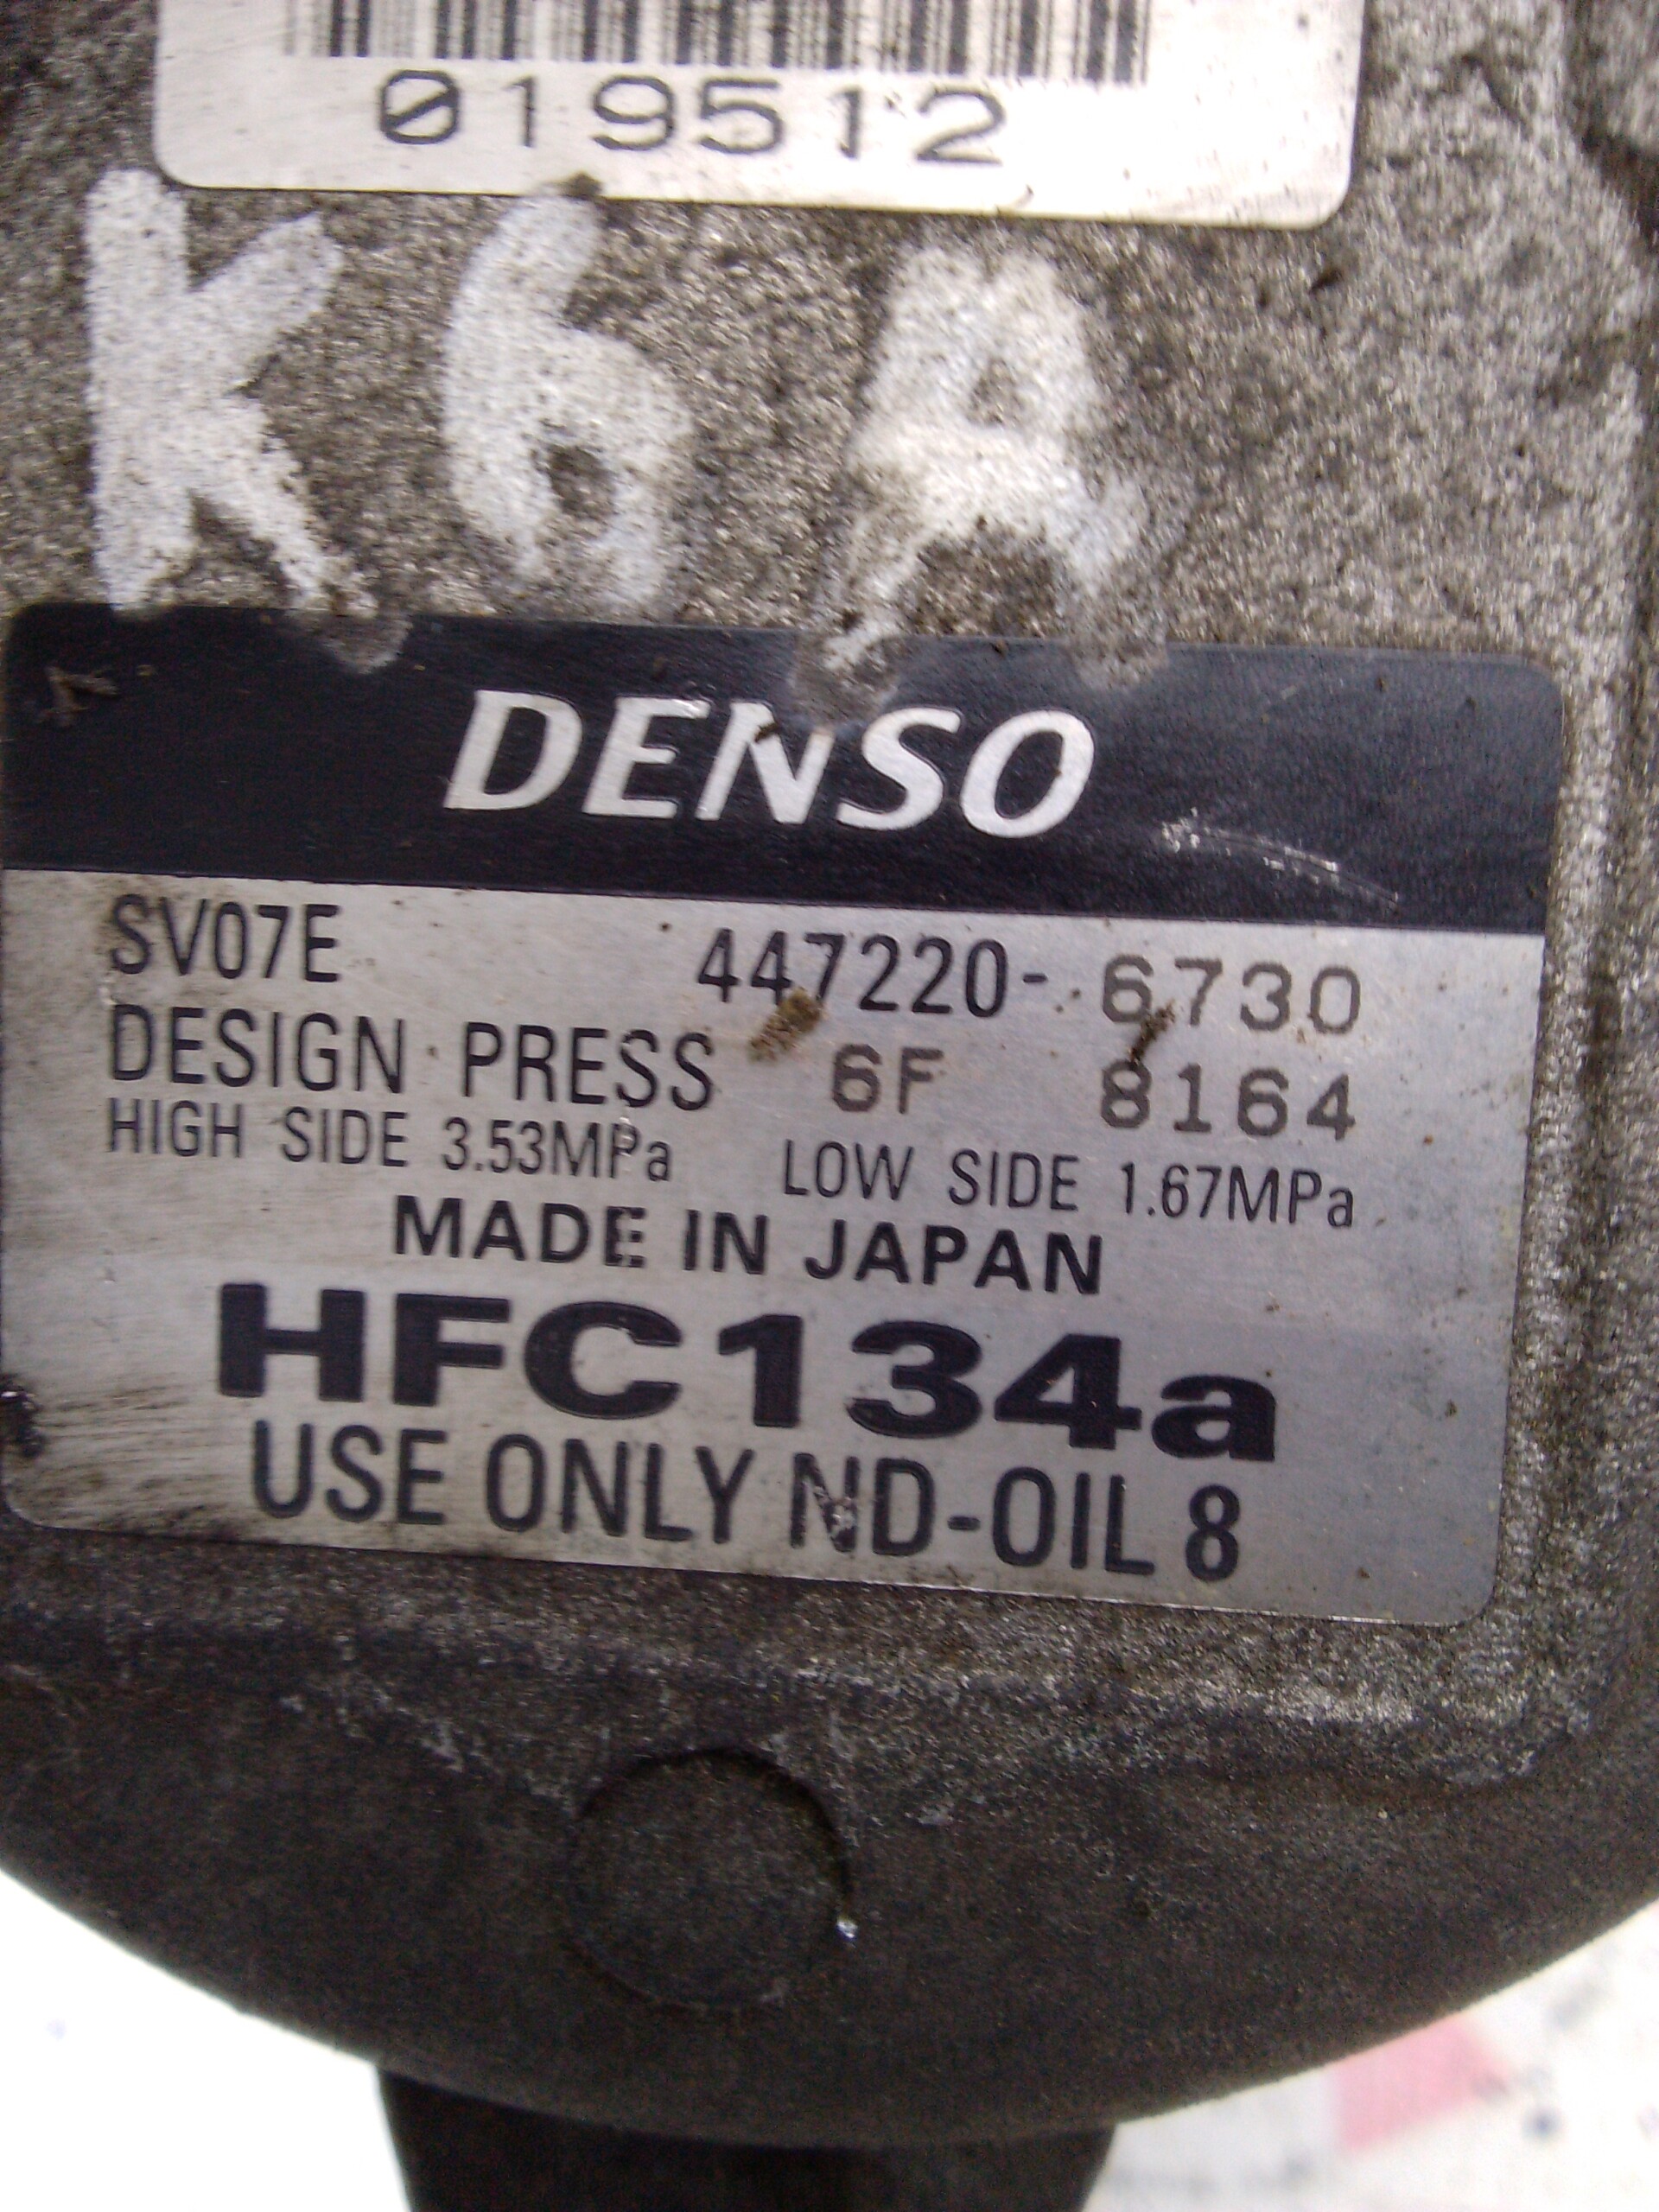 019512
K6A
DENSO
SV07E 447220-6730
DESIGN PRESS 6F 8164
HIGH SIDE 3.53MPa LOW SIDE 1.67MPa
MADE IN JAPAN
HFC134a
USE ONLY ND-OIL 8